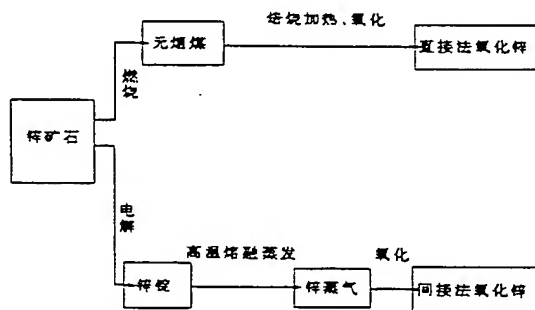 焙烧加热、氧化
无烟煤
直接法氧化锌
燃烧
锌矿石
电解
高温熔融蒸发
氧化
锌锭
锌蒸气
间接法氧化锌